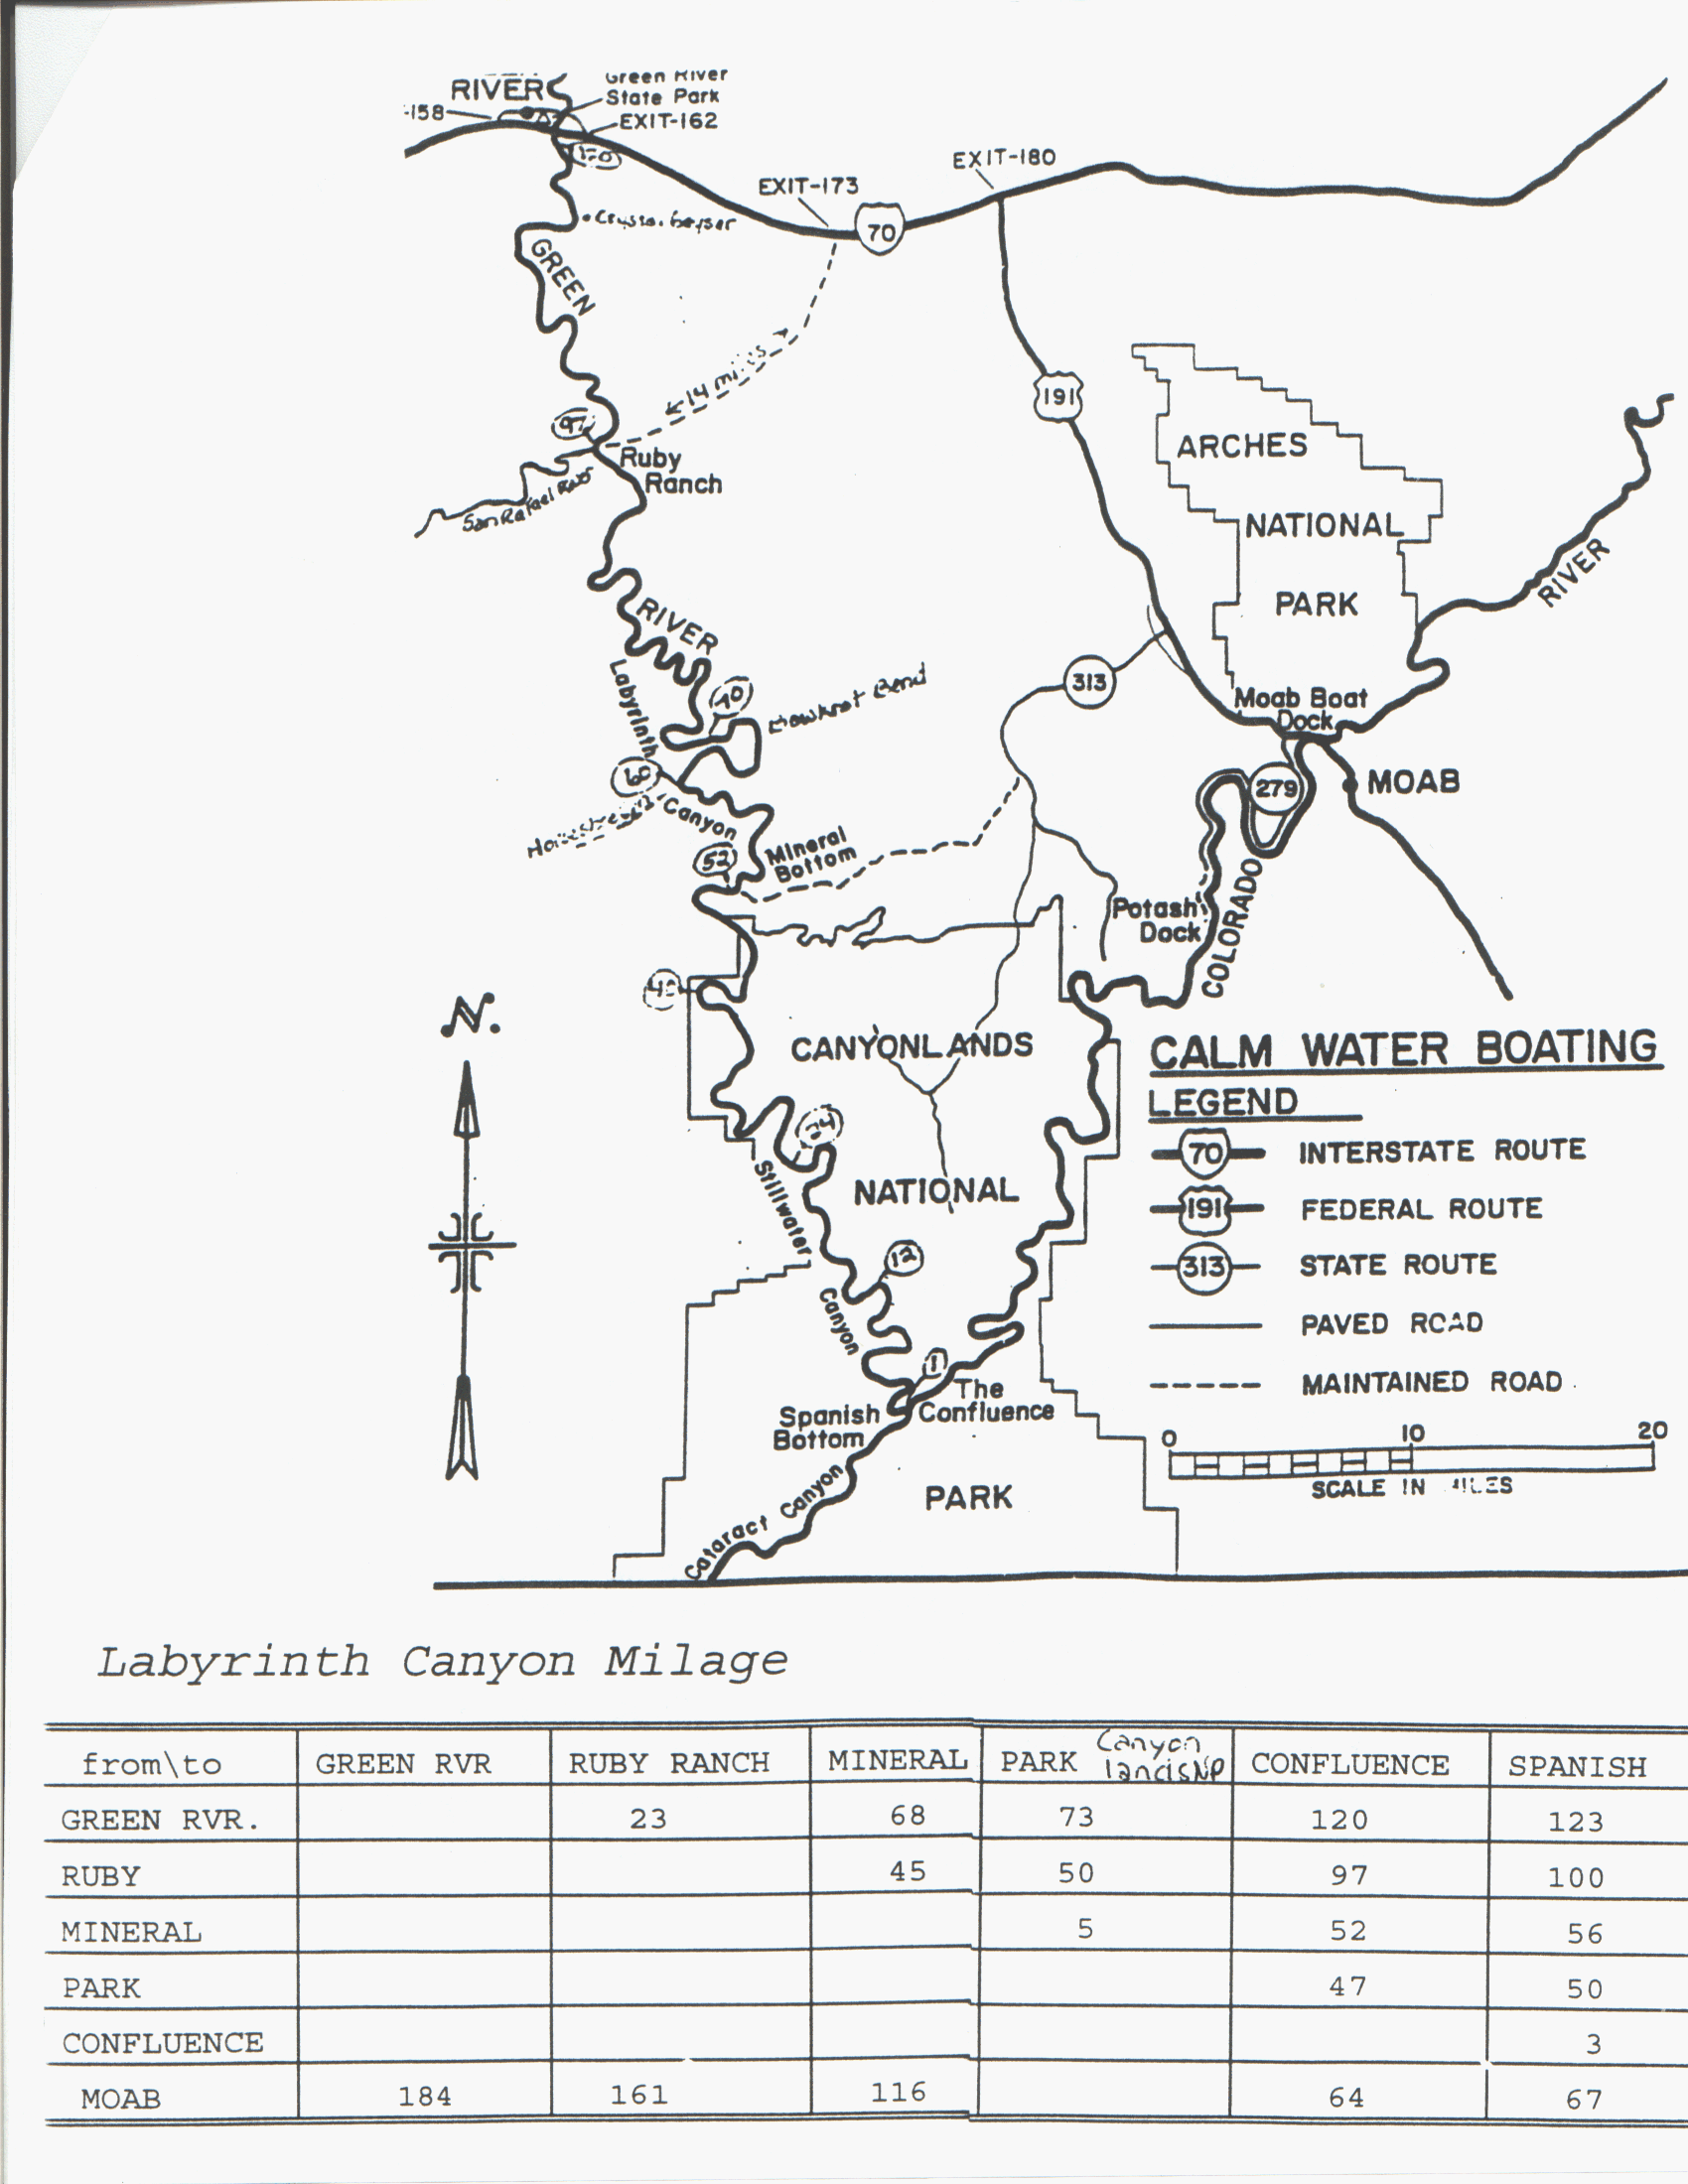 RIVER
Green River
State Park
-158
EXIT-162
EXIT-180
EXIT-173
70
GREEN
14 miles
191
ARCHES
97
Ruby
Ranch
San Rafael
NATIONAL
RIVER
PARK
RIVER
313
Labyrinth
70
Bowknot Bend
Moab Boat
Dock
60
279
MOAB
Canyon
52
Mineral
Bottom
Potash
Dock
COLORADO
N.
CANYONLANDS
CALM WATER BOATING
LEGEND
70 INTERSTATE ROUTE
Stillwater
NATIONAL
191 FEDERAL ROUTE
12
313 STATE ROUTE
Canyon
PAVED ROAD
1
The
Confluence
MAINTAINED ROAD
Spanish
Bottom
0 10 20
SCALE IN MILES
Cataract Canyon
PARK
Labyrinth Canyon Milage
from\to GREEN RVR RUBY RANCH MINERAL PARK Canyon lands NP CONFLUENCE SPANISH
GREEN RVR. 23 68 73 120 123
RUBY 45 50 97 100
MINERAL 5 52 56
PARK 47 50
CONFLUENCE 3
MOAB 184 161 116 64 67